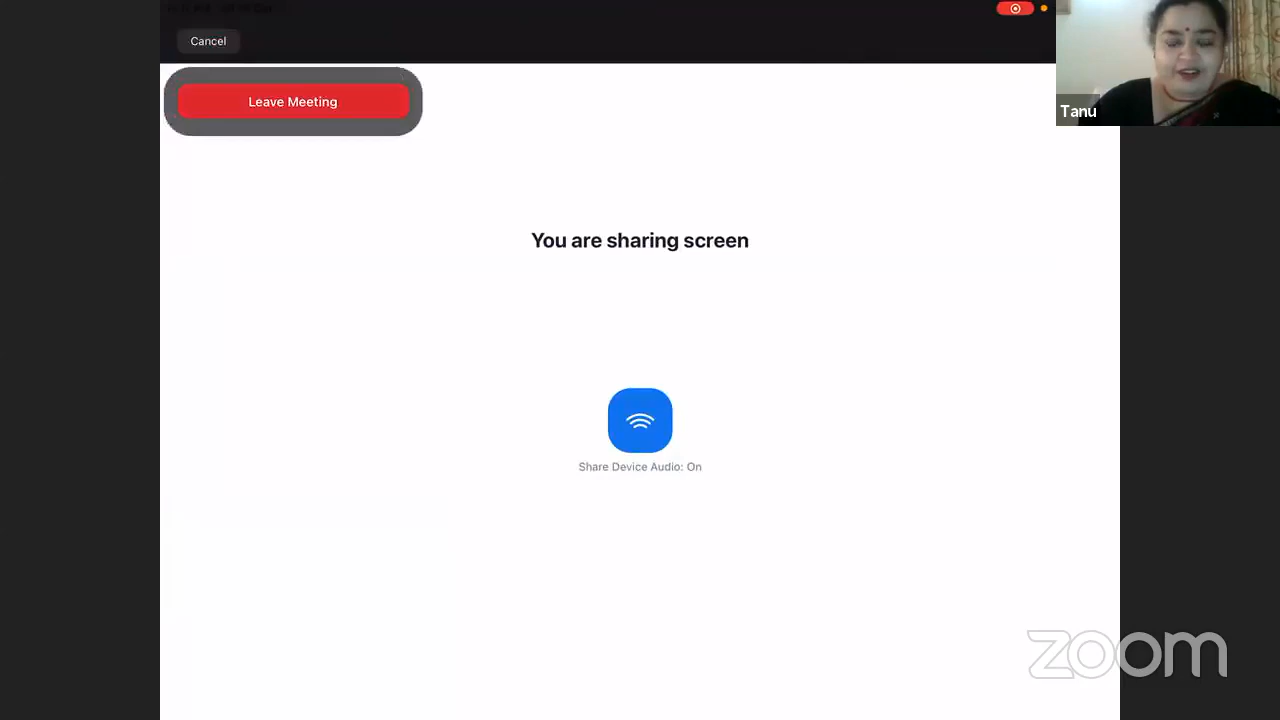 Cancel
Leave Meeting
Tanu
You are sharing screen
Share Device Audio: On
zoom